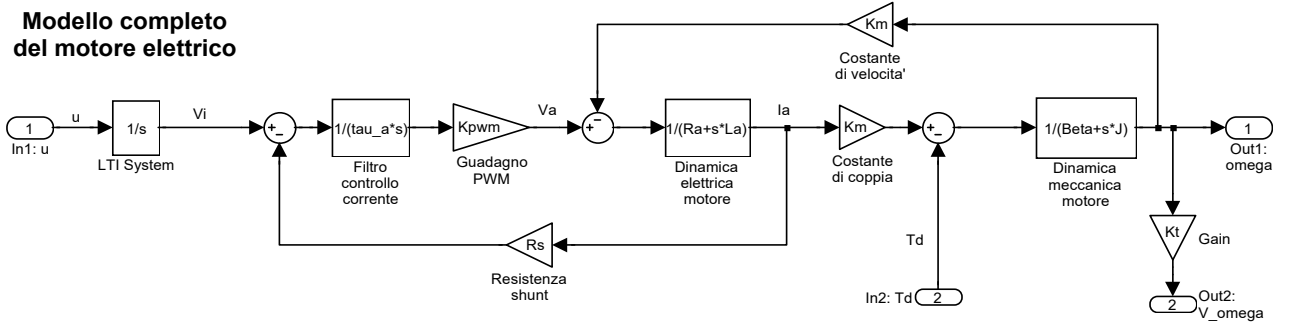 Modello completo
del motore elettrico
Km
Costante
di velocita'
1
In1: u
u
1/s
LTI System
Vi
+
−
1/(tau_a*s)
Filtro
controllo
corrente
Kpwm
Guadagno
PWM
Va
+
−
1/(Ra+s*La)
Dinamica
elettrica
motore
Ia
Km
Costante
di coppia
+
−
1/(Beta+s*J)
Dinamica
meccanica
motore
1
Out1:
omega
Rs
Resistenza
shunt
Td
In2: Td
2
Kt
Gain
2
Out2:
V_omega